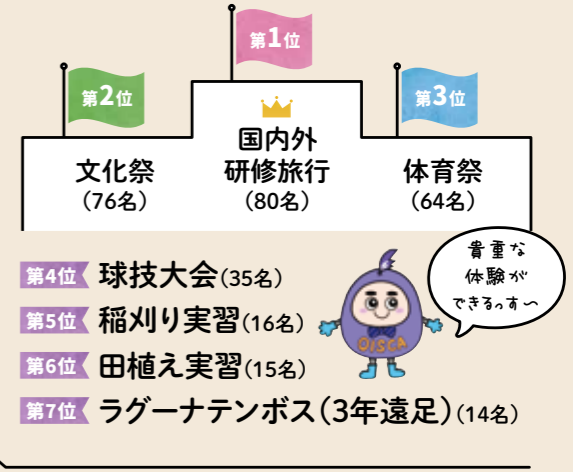 第1位
国内外
研修旅行
(80名)
第2位
文化祭
(76名)
第3位
体育祭
(64名)
第4位 球技大会(35名)
第5位 稲刈り実習(16名)
第6位 田植え実習(15名)
第7位 ラグーナテンボス(3年遠足)(14名)
貴重な
体験が
できるっす〜
OISCA